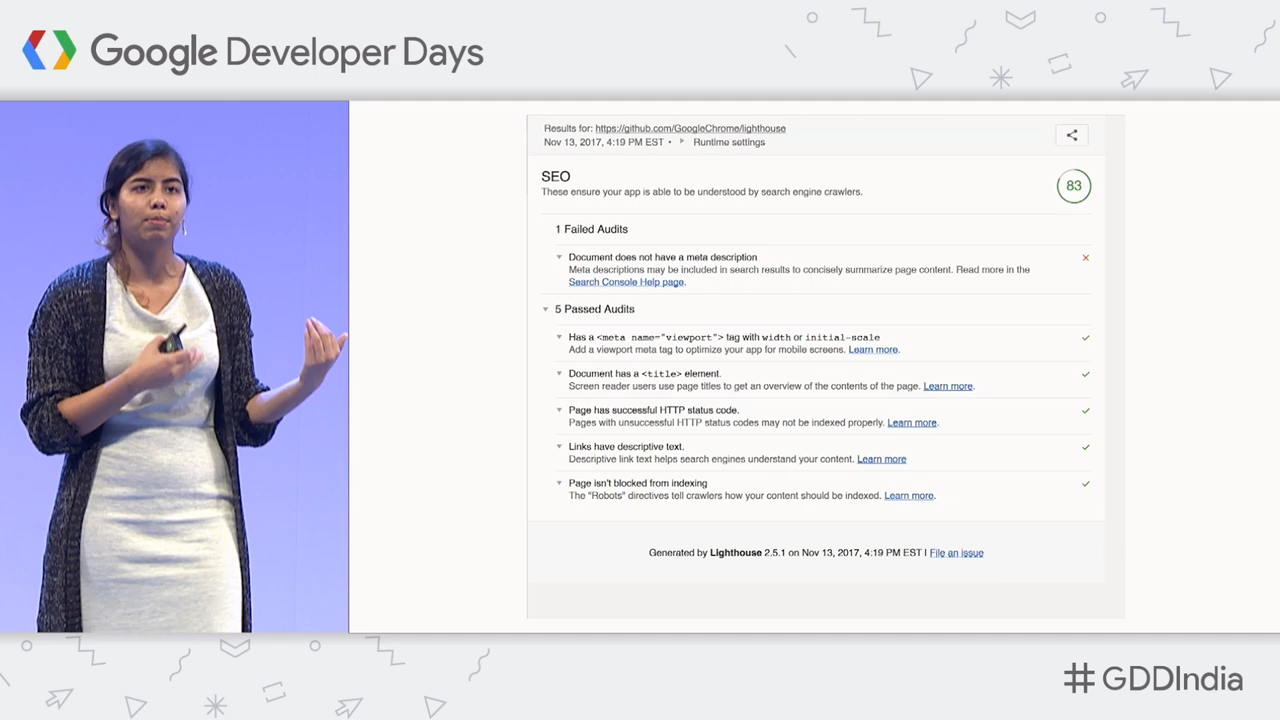 Google Developer Days
Results for: https://github.com/GoogleChrome/lighthouse
Nov 13, 2017, 4:19 PM EST • Runtime settings
SEO
These ensure your app is able to be understood by search engine crawlers.
83
1 Failed Audits
Document does not have a meta description
Meta descriptions may be included in search results to concisely summarize page content. Read more in the
Search Console Help page.
5 Passed Audits
Has a <meta name="viewport"> tag with width or initial-scale
Add a viewport meta tag to optimize your app for mobile screens. Learn more.
Document has a <title> element.
Screen reader users use page titles to get an overview of the contents of the page. Learn more.
Page has successful HTTP status code.
Pages with unsuccessful HTTP status codes may not be indexed properly. Learn more.
Links have descriptive text.
Descriptive link text helps search engines understand your content. Learn more
Page isn't blocked from indexing
The "Robots" directives tell crawlers how your content should be indexed. Learn more.
Generated by Lighthouse 2.5.1 on Nov 13, 2017, 4:19 PM EST | File an issue
#GDDIndia